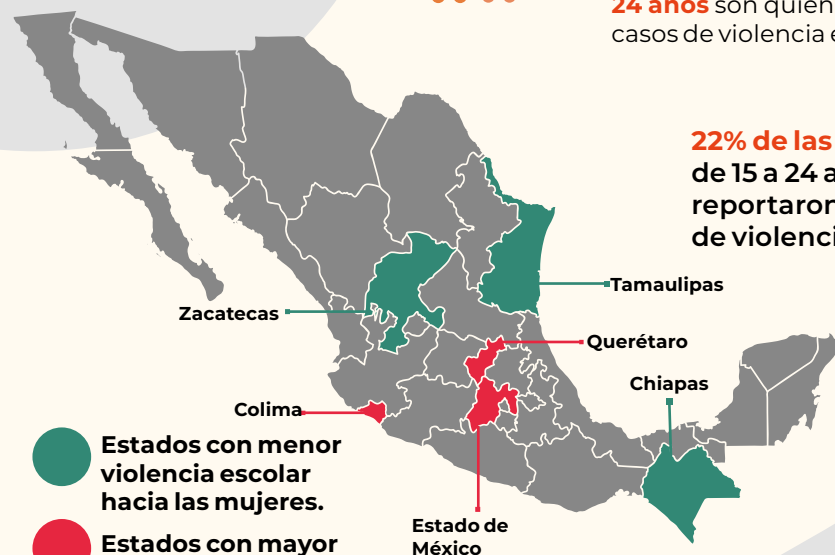 24 años son quien
casos de violencia e
22% de las
de 15 a 24 a
reportaron
de violenci
Tamaulipas
Zacatecas
Querétaro
Chiapas
Colima
Estados con menor
violencia escolar
hacia las mujeres.
Estado de
México
Estados con mayor